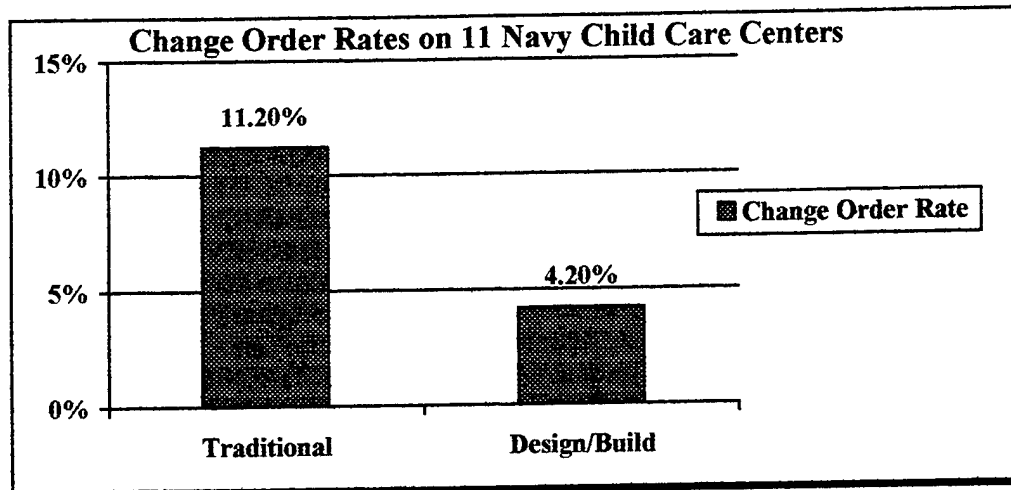 Change Order Rates on 11 Navy Child Care Centers
15%
11.20%
10%
Change Order Rate
4.20%
5%
0%
Traditional Design/Build